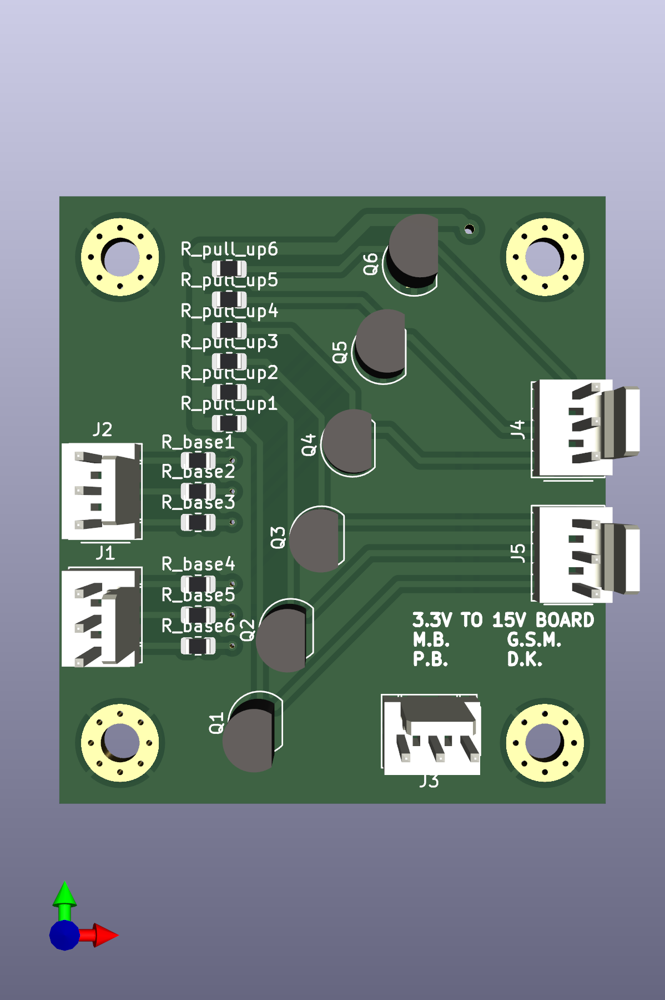 R_pull_up6
Q6
R_pull_up5
R_pull_up4
Q5
R_pull_up3
R_pull_up2
R_pull_up1
J2
J4
R_base1
Q4
R_base2
R_base3
Q3
J1
J5
R_base4
R_base5
R_base6
Q2
3.3V TO 15V BOARD
M.B. G.S.M.
P.B. D.K.
Q1
J3